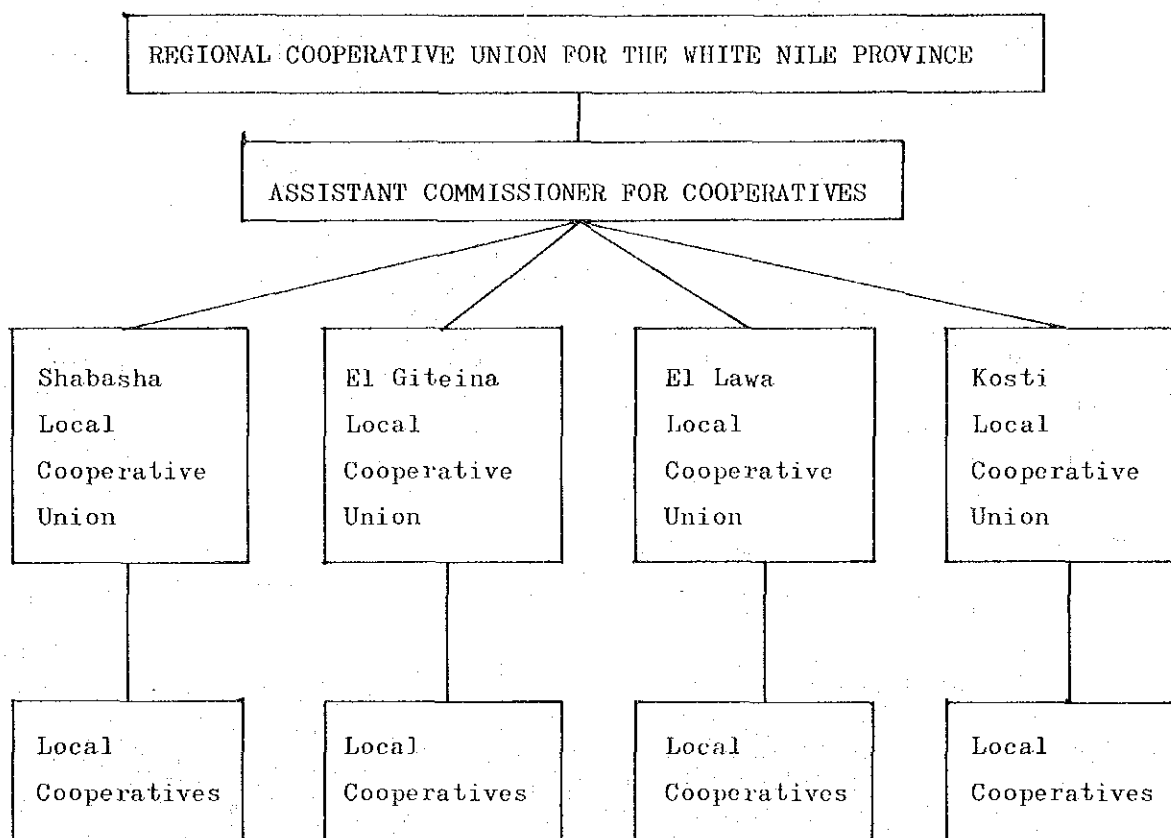 REGIONAL COOPERATIVE UNION FOR THE WHITE NILE PROVINCE
ASSISTANT COMMISSIONER FOR COOPERATIVES
Shabasha
Local
Cooperative
Union
El Giteina
Local
Cooperative
Union
El Lawa
Local
Cooperative
Union
Kosti
Local
Cooperative
Union
Local
Cooperatives
Local
Cooperatives
Local
Cooperatives
Local
Cooperatives